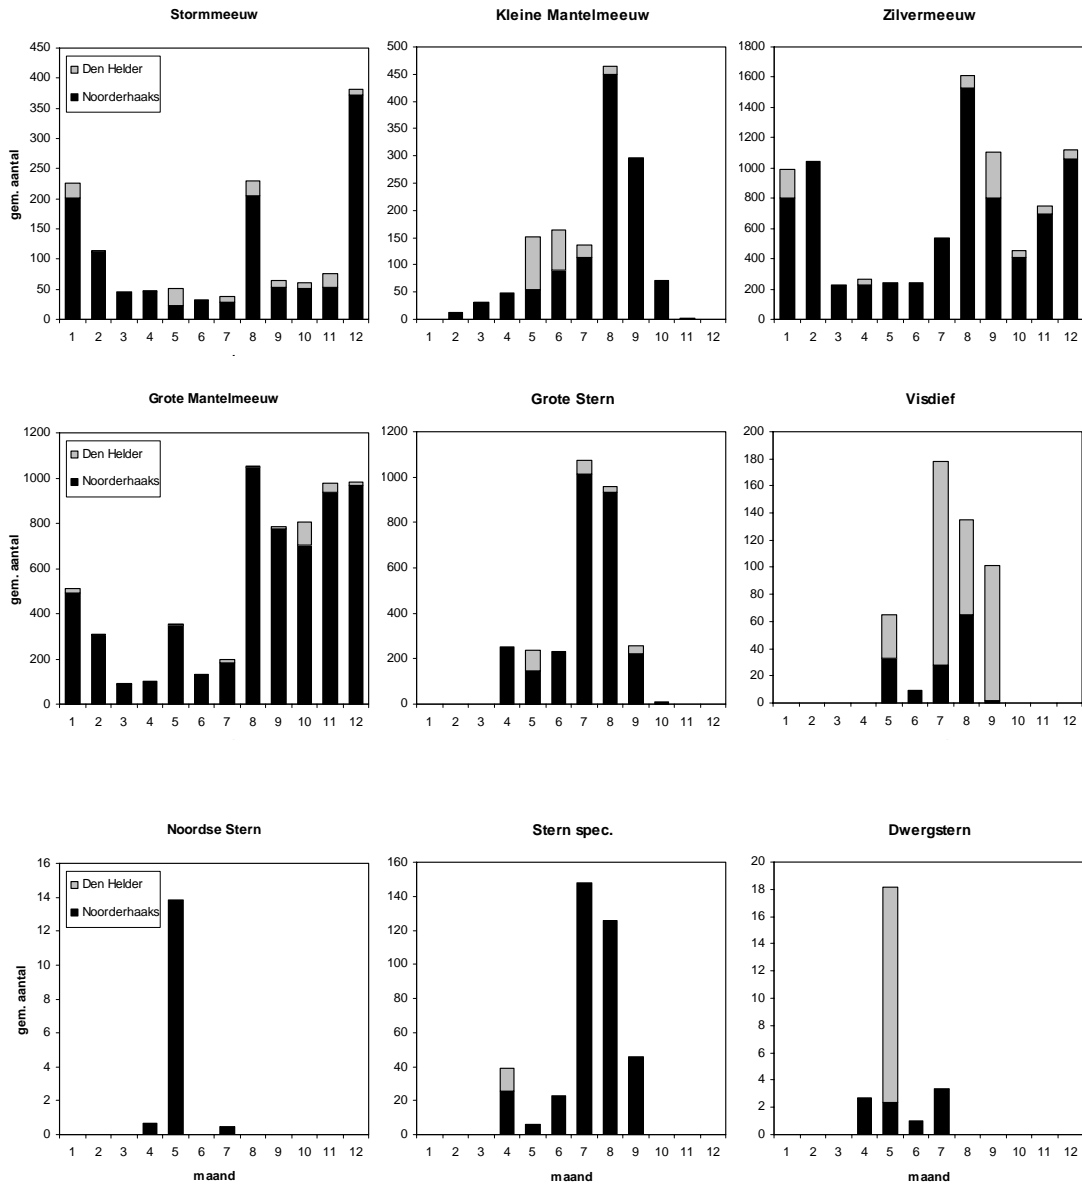 Stormmeeuw
gem. aantal
450
400
350
300
250
200
150
100
50
0
Den Helder
Noorderhaaks
1 2 3 4 5 6 7 8 9 10 11 12
Kleine Mantelmeeuw
500
450
400
350
300
250
200
150
100
50
0
1 2 3 4 5 6 7 8 9 10 11 12
Zilvermeeuw
1800
1600
1400
1200
1000
800
600
400
200
0
1 2 3 4 5 6 7 8 9 10 11 12
Grote Mantelmeeuw
gem. aantal
1200
1000
800
600
400
200
0
Den Helder
Noorderhaaks
1 2 3 4 5 6 7 8 9 10 11 12
Grote Stern
1200
1000
800
600
400
200
0
1 2 3 4 5 6 7 8 9 10 11 12
Visdief
200
180
160
140
120
100
80
60
40
20
0
1 2 3 4 5 6 7 8 9 10 11 12
Noordse Stern
gem. aantal
16
14
12
10
8
6
4
2
0
Den Helder
Noorderhaaks
1 2 3 4 5 6 7 8 9 10 11 12
maand
Stern spec.
160
140
120
100
80
60
40
20
0
1 2 3 4 5 6 7 8 9 10 11 12
maand
Dwergstern
20
18
16
14
12
10
8
6
4
2
0
1 2 3 4 5 6 7 8 9 10 11 12
maand